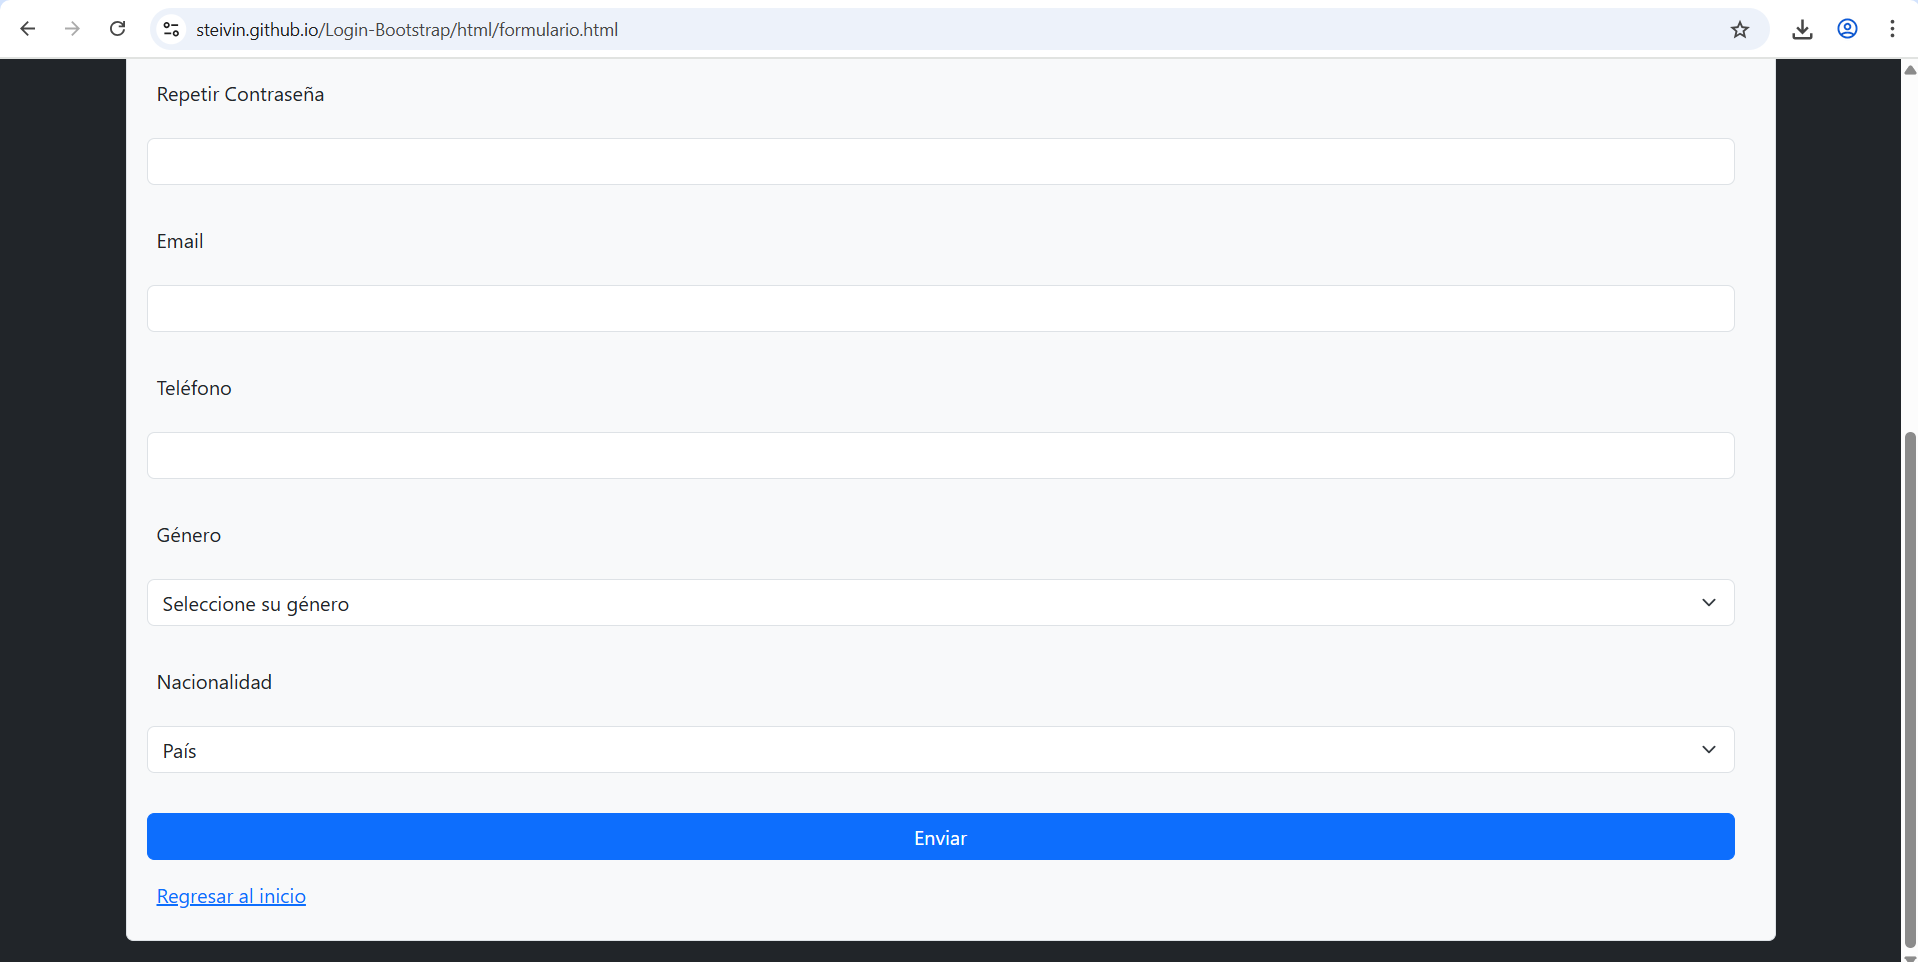 steivin.github.io/Login-Bootstrap/html/formulario.html
Repetir Contraseña
Email
Teléfono
Género
Seleccione su género
Nacionalidad
País
Enviar
Regresar al inicio